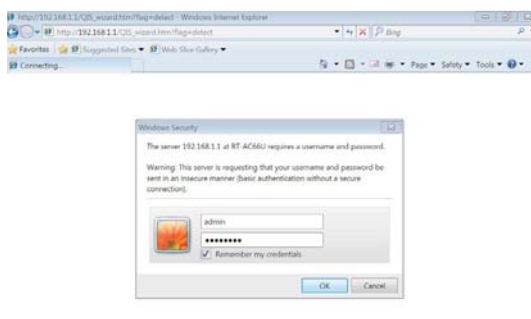 http://192.168.1.1/QIS_wizard.htm?flag=detect - Windows Internet Explorer
http://192.168.1.1/QIS_wizard.htm?flag=detect
Bing
Favorites Suggested Sites Web Slice Gallery
Connecting...
Page Safety Tools
Windows Security
The server 192.168.1.1 at RT-AC66U requires a username and password.
Warning: This server is requesting that your username and password be
sent in an insecure manner (basic authentication without a secure
connection).
admin
●●●●●●●●
Remember my credentials
OK Cancel